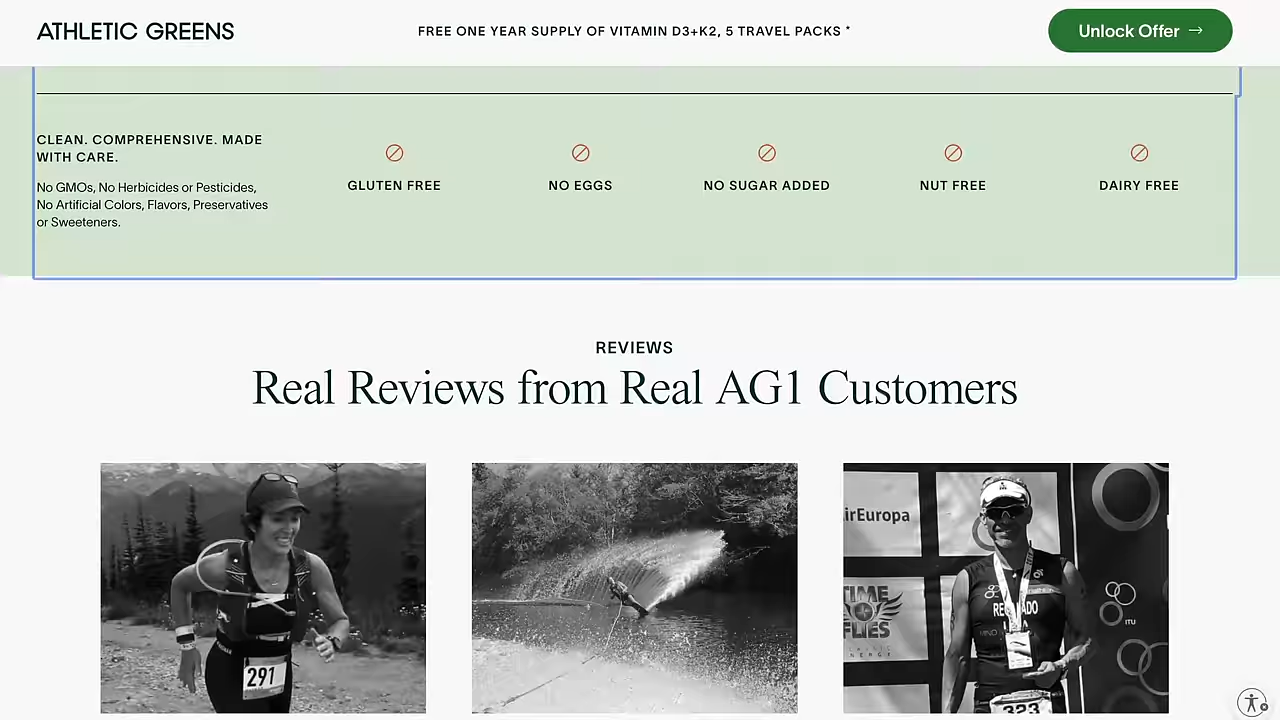 ATHLETIC GREENS
FREE ONE YEAR SUPPLY OF VITAMIN D3+K2, 5 TRAVEL PACKS *
Unlock Offer →
CLEAN. COMPREHENSIVE. MADE
WITH CARE.
No GMOs, No Herbicides or Pesticides,
No Artificial Colors, Flavors, Preservatives
or Sweeteners.
GLUTEN FREE
NO EGGS
NO SUGAR ADDED
NUT FREE
DAIRY FREE
REVIEWS
Real Reviews from Real AG1 Customers
291
irEuropa
TIME
FLIES
ITU
323